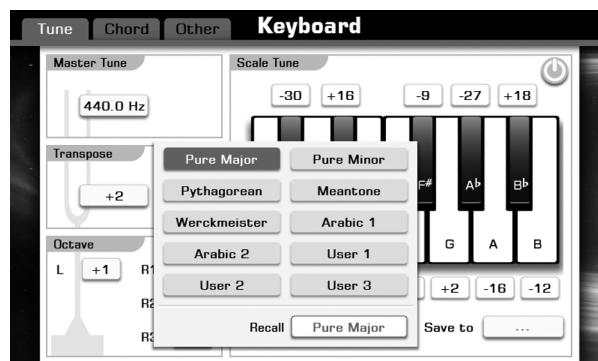 Tune Chord Other Keyboard
Master Tune
440.0 Hz
Scale Tune
-30 +16 -9 -27 +18
Transpose
+2
Pure Major Pure Minor
Pythagorean Meantone
Werckmeister Arabic 1
Arabic 2 User 1
User 2 User 3
Recall Pure Major
F# Ab Bb
G A B
Octave
L +1 R1
R2
R3
+2 -16 -12
Save to ...